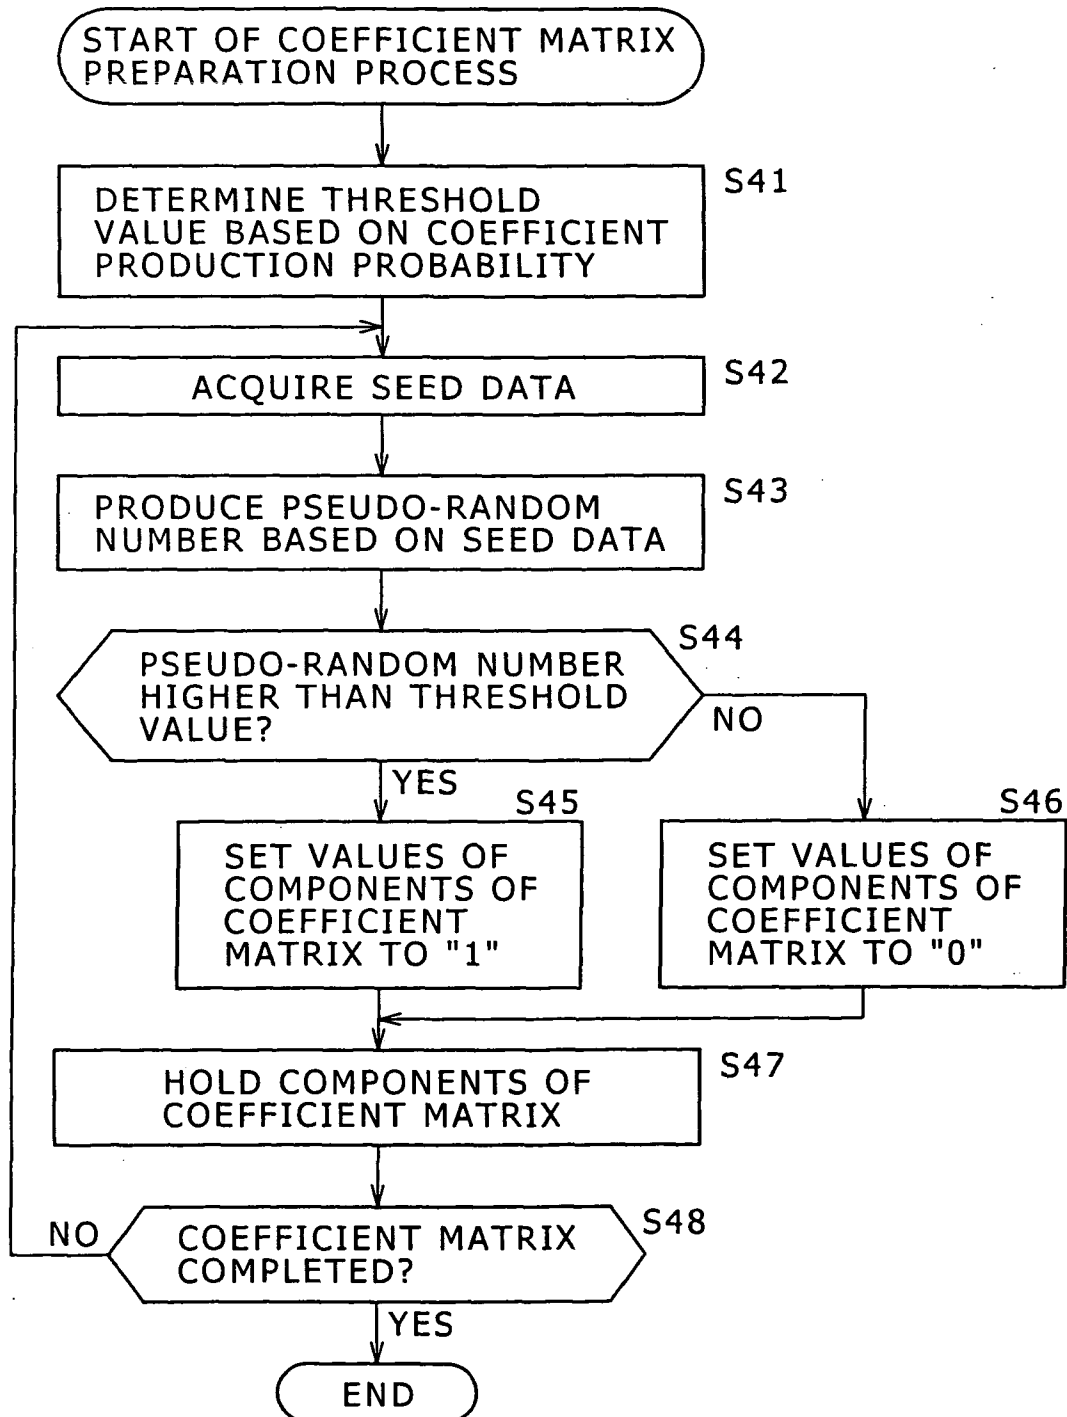 START OF COEFFICIENT MATRIX
PREPARATION PROCESS
S41
DETERMINE THRESHOLD
VALUE BASED ON COEFFICIENT
PRODUCTION PROBABILITY
S42
ACQUIRE SEED DATA
S43
PRODUCE PSEUDO-RANDOM
NUMBER BASED ON SEED DATA
S44
PSEUDO-RANDOM NUMBER
HIGHER THAN THRESHOLD
VALUE?
NO
YES
S45
SET VALUES OF
COMPONENTS OF
COEFFICIENT
MATRIX TO "1"
S46
SET VALUES OF
COMPONENTS OF
COEFFICIENT
MATRIX TO "0"
S47
HOLD COMPONENTS OF
COEFFICIENT MATRIX
S48
NO
COEFFICIENT MATRIX
COMPLETED?
YES
END